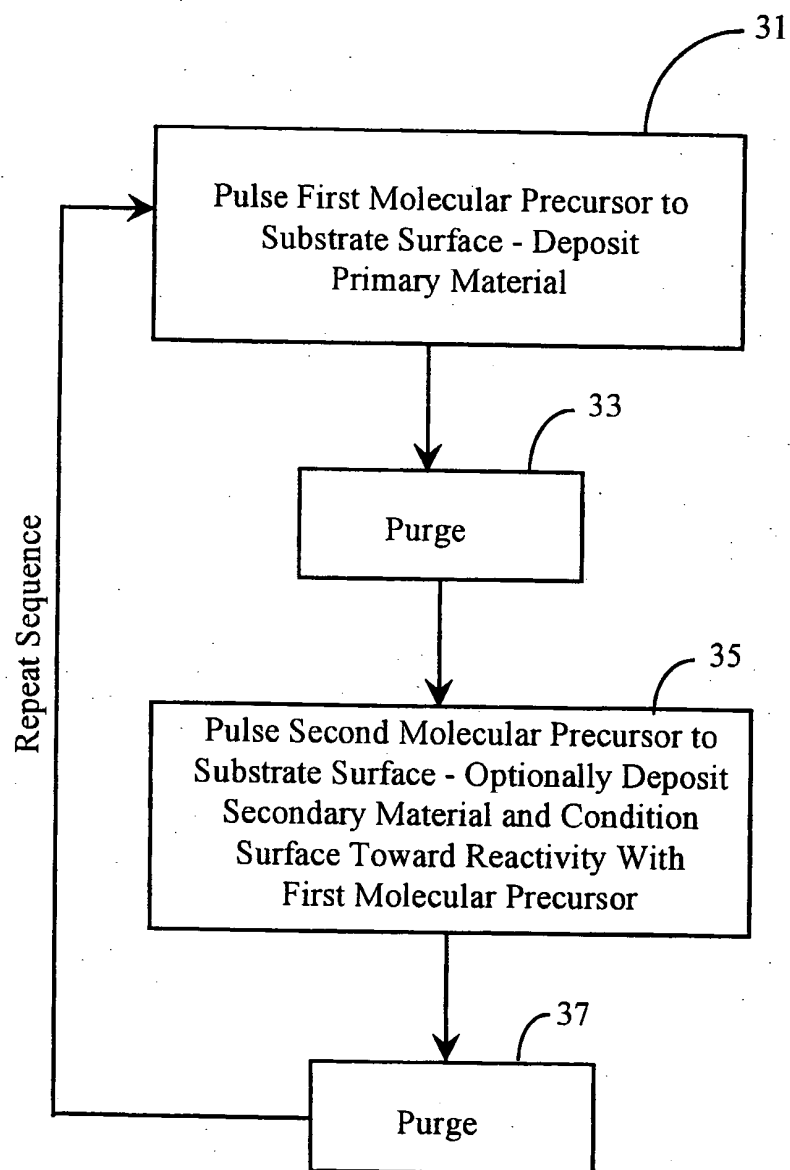 31
Pulse First Molecular Precursor to
Substrate Surface - Deposit
Primary Material
33
Purge
Repeat Sequence
35
Pulse Second Molecular Precursor to
Substrate Surface - Optionally Deposit
Secondary Material and Condition
Surface Toward Reactivity With
First Molecular Precursor
37
Purge